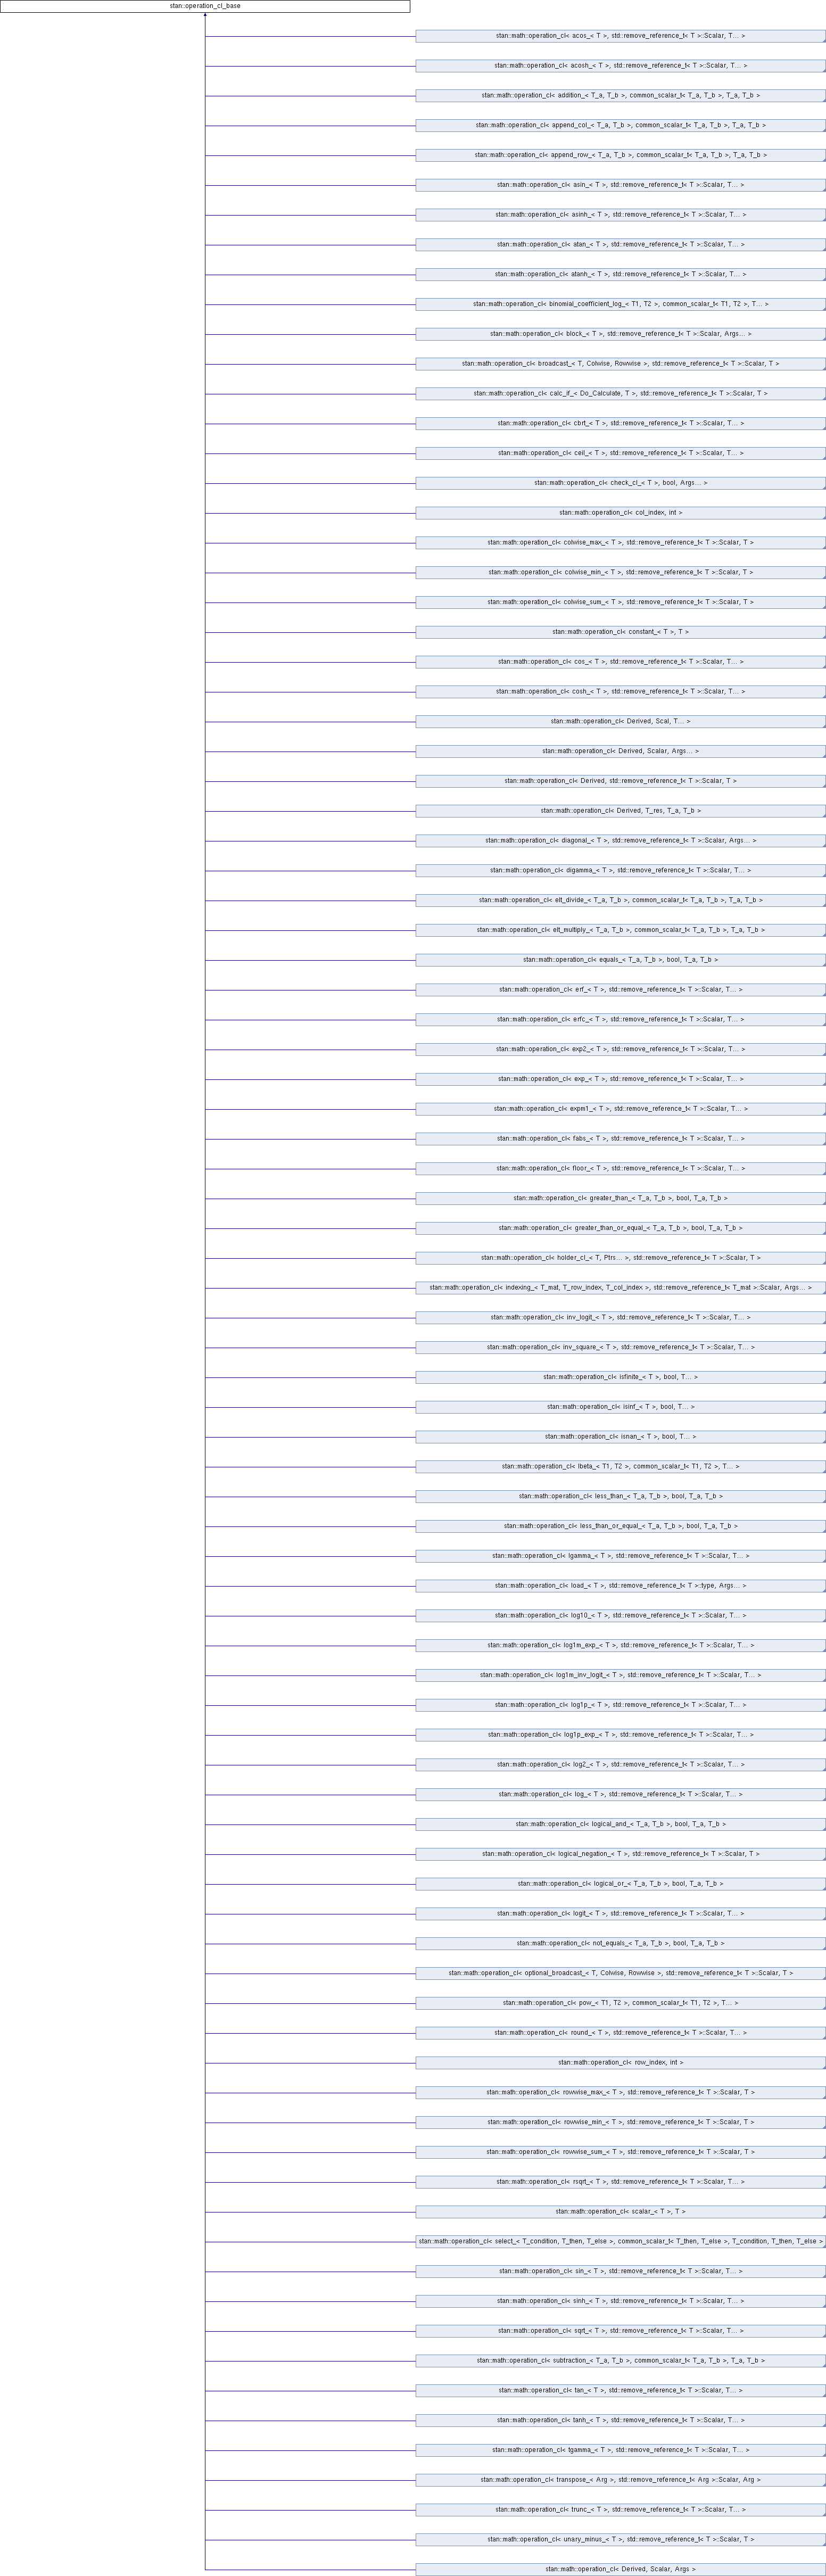 stan::operation_cl_base
stan::math::operation_cl< acos_< T >, std::remove_reference_t< T >::Scalar, T... >
stan::math::operation_cl< acosh_< T >, std::remove_reference_t< T >::Scalar, T... >
stan::math::operation_cl< addition_< T_a, T_b >, common_scalar_t< T_a, T_b >, T_a, T_b >
stan::math::operation_cl< append_col_< T_a, T_b >, common_scalar_t< T_a, T_b >, T_a, T_b >
stan::math::operation_cl< append_row_< T_a, T_b >, common_scalar_t< T_a, T_b >, T_a, T_b >
stan::math::operation_cl< asin_< T >, std::remove_reference_t< T >::Scalar, T... >
stan::math::operation_cl< asinh_< T >, std::remove_reference_t< T >::Scalar, T... >
stan::math::operation_cl< atan_< T >, std::remove_reference_t< T >::Scalar, T... >
stan::math::operation_cl< atanh_< T >, std::remove_reference_t< T >::Scalar, T... >
stan::math::operation_cl< binomial_coefficient_log_< T1, T2 >, common_scalar_t< T1, T2 >, T... >
stan::math::operation_cl< block_< T >, std::remove_reference_t< T >::Scalar, Args... >
stan::math::operation_cl< broadcast_< T, Colwise, Rowwise >, std::remove_reference_t< T >::Scalar, T >
stan::math::operation_cl< calc_if_< Do_Calculate, T >, std::remove_reference_t< T >::Scalar, T >
stan::math::operation_cl< cbrt_< T >, std::remove_reference_t< T >::Scalar, T... >
stan::math::operation_cl< ceil_< T >, std::remove_reference_t< T >::Scalar, T... >
stan::math::operation_cl< check_cl_< T >, bool, Args... >
stan::math::operation_cl< col_index, int >
stan::math::operation_cl< colwise_max_< T >, std::remove_reference_t< T >::Scalar, T >
stan::math::operation_cl< colwise_min_< T >, std::remove_reference_t< T >::Scalar, T >
stan::math::operation_cl< colwise_sum_< T >, std::remove_reference_t< T >::Scalar, T >
stan::math::operation_cl< constant_< T >, T >
stan::math::operation_cl< cos_< T >, std::remove_reference_t< T >::Scalar, T... >
stan::math::operation_cl< cosh_< T >, std::remove_reference_t< T >::Scalar, T... >
stan::math::operation_cl< Derived, Scal, T... >
stan::math::operation_cl< Derived, Scalar, Args... >
stan::math::operation_cl< Derived, std::remove_reference_t< T >::Scalar, T >
stan::math::operation_cl< Derived, T_res, T_a, T_b >
stan::math::operation_cl< diagonal_< T >, std::remove_reference_t< T >::Scalar, Args... >
stan::math::operation_cl< digamma_< T >, std::remove_reference_t< T >::Scalar, T... >
stan::math::operation_cl< elt_divide_< T_a, T_b >, common_scalar_t< T_a, T_b >, T_a, T_b >
stan::math::operation_cl< elt_multiply_< T_a, T_b >, common_scalar_t< T_a, T_b >, T_a, T_b >
stan::math::operation_cl< equals_< T_a, T_b >, bool, T_a, T_b >
stan::math::operation_cl< erf_< T >, std::remove_reference_t< T >::Scalar, T... >
stan::math::operation_cl< erfc_< T >, std::remove_reference_t< T >::Scalar, T... >
stan::math::operation_cl< exp2_< T >, std::remove_reference_t< T >::Scalar, T... >
stan::math::operation_cl< exp_< T >, std::remove_reference_t< T >::Scalar, T... >
stan::math::operation_cl< expm1_< T >, std::remove_reference_t< T >::Scalar, T... >
stan::math::operation_cl< fabs_< T >, std::remove_reference_t< T >::Scalar, T... >
stan::math::operation_cl< floor_< T >, std::remove_reference_t< T >::Scalar, T... >
stan::math::operation_cl< greater_than_< T_a, T_b >, bool, T_a, T_b >
stan::math::operation_cl< greater_than_or_equal_< T_a, T_b >, bool, T_a, T_b >
stan::math::operation_cl< holder_cl_< T, Ptrs... >, std::remove_reference_t< T >::Scalar, T >
stan::math::operation_cl< indexing_< T_mat, T_row_index, T_col_index >, std::remove_reference_t< T_mat >::Scalar, Args... >
stan::math::operation_cl< inv_logit_< T >, std::remove_reference_t< T >::Scalar, T... >
stan::math::operation_cl< inv_square_< T >, std::remove_reference_t< T >::Scalar, T... >
stan::math::operation_cl< isfinite_< T >, bool, T... >
stan::math::operation_cl< isinf_< T >, bool, T... >
stan::math::operation_cl< isnan_< T >, bool, T... >
stan::math::operation_cl< lbeta_< T1, T2 >, common_scalar_t< T1, T2 >, T... >
stan::math::operation_cl< less_than_< T_a, T_b >, bool, T_a, T_b >
stan::math::operation_cl< less_than_or_equal_< T_a, T_b >, bool, T_a, T_b >
stan::math::operation_cl< lgamma_< T >, std::remove_reference_t< T >::Scalar, T... >
stan::math::operation_cl< load_< T >, std::remove_reference_t< T >::type, Args... >
stan::math::operation_cl< log10_< T >, std::remove_reference_t< T >::Scalar, T... >
stan::math::operation_cl< log1m_exp_< T >, std::remove_reference_t< T >::Scalar, T... >
stan::math::operation_cl< log1m_inv_logit_< T >, std::remove_reference_t< T >::Scalar, T... >
stan::math::operation_cl< log1p_< T >, std::remove_reference_t< T >::Scalar, T... >
stan::math::operation_cl< log1p_exp_< T >, std::remove_reference_t< T >::Scalar, T... >
stan::math::operation_cl< log2_< T >, std::remove_reference_t< T >::Scalar, T... >
stan::math::operation_cl< log_< T >, std::remove_reference_t< T >::Scalar, T... >
stan::math::operation_cl< logical_and_< T_a, T_b >, bool, T_a, T_b >
stan::math::operation_cl< logical_negation_< T >, std::remove_reference_t< T >::Scalar, T >
stan::math::operation_cl< logical_or_< T_a, T_b >, bool, T_a, T_b >
stan::math::operation_cl< logit_< T >, std::remove_reference_t< T >::Scalar, T... >
stan::math::operation_cl< not_equals_< T_a, T_b >, bool, T_a, T_b >
stan::math::operation_cl< optional_broadcast_< T, Colwise, Rowwise >, std::remove_reference_t< T >::Scalar, T >
stan::math::operation_cl< pow_< T1, T2 >, common_scalar_t< T1, T2 >, T... >
stan::math::operation_cl< round_< T >, std::remove_reference_t< T >::Scalar, T... >
stan::math::operation_cl< row_index, int >
stan::math::operation_cl< rowwise_max_< T >, std::remove_reference_t< T >::Scalar, T >
stan::math::operation_cl< rowwise_min_< T >, std::remove_reference_t< T >::Scalar, T >
stan::math::operation_cl< rowwise_sum_< T >, std::remove_reference_t< T >::Scalar, T >
stan::math::operation_cl< rsqrt_< T >, std::remove_reference_t< T >::Scalar, T... >
stan::math::operation_cl< scalar_< T >, T >
stan::math::operation_cl< select_< T_condition, T_then, T_else >, common_scalar_t< T_then, T_else >, T_condition, T_then, T_else >
stan::math::operation_cl< sin_< T >, std::remove_reference_t< T >::Scalar, T... >
stan::math::operation_cl< sinh_< T >, std::remove_reference_t< T >::Scalar, T... >
stan::math::operation_cl< sqrt_< T >, std::remove_reference_t< T >::Scalar, T... >
stan::math::operation_cl< subtraction_< T_a, T_b >, common_scalar_t< T_a, T_b >, T_a, T_b >
stan::math::operation_cl< tan_< T >, std::remove_reference_t< T >::Scalar, T... >
stan::math::operation_cl< tanh_< T >, std::remove_reference_t< T >::Scalar, T... >
stan::math::operation_cl< tgamma_< T >, std::remove_reference_t< T >::Scalar, T... >
stan::math::operation_cl< transpose_< Arg >, std::remove_reference_t< Arg >::Scalar, Arg >
stan::math::operation_cl< trunc_< T >, std::remove_reference_t< T >::Scalar, T... >
stan::math::operation_cl< unary_minus_< T >, std::remove_reference_t< T >::Scalar, T >
stan::math::operation_cl< Derived, Scalar, Args >